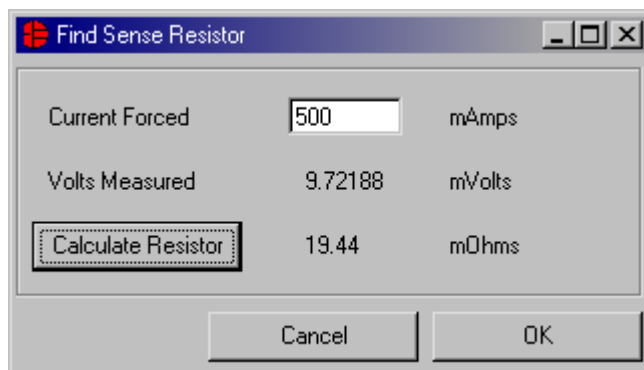 Find Sense Resistor
Current Forced 500 mAmps
Volts Measured 9.72188 mVolts
Calculate Resistor 19.44 mOhms
Cancel OK